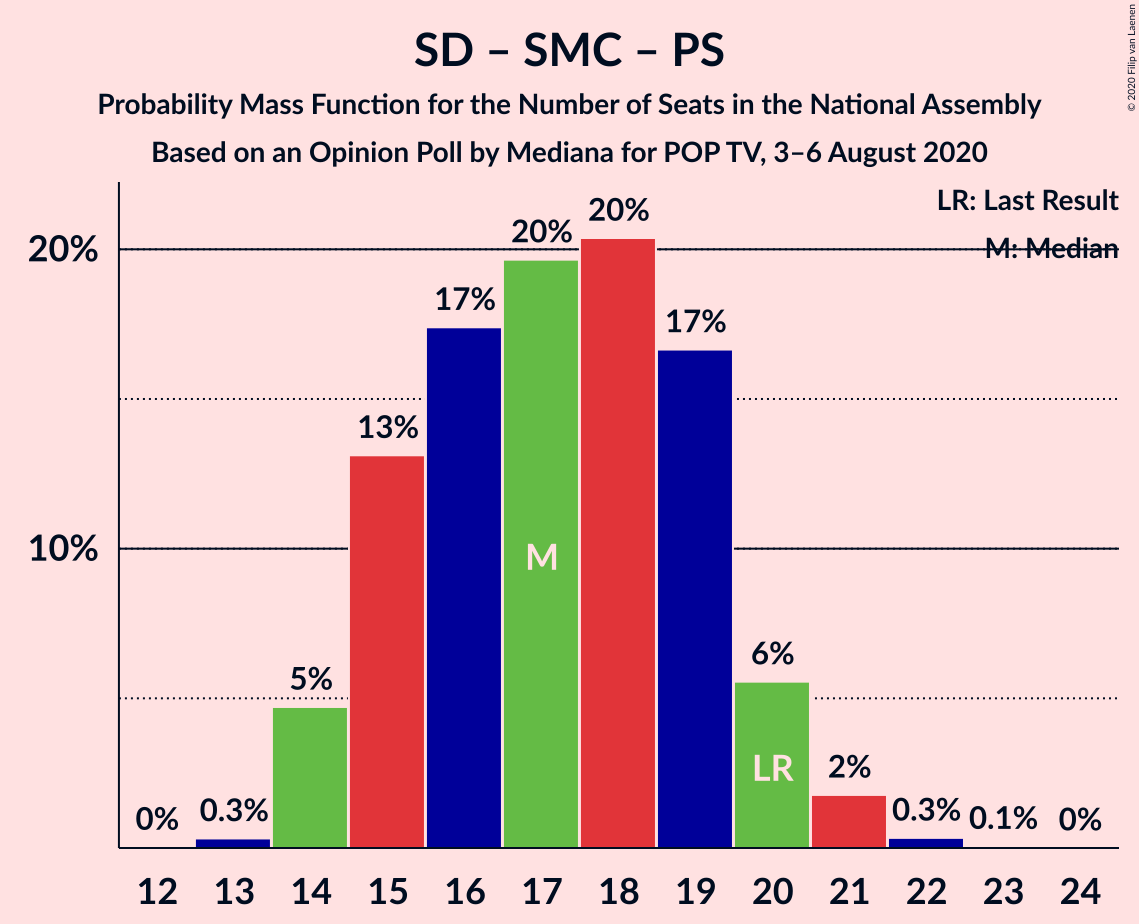 SD – SMC – PS
Probability Mass Function for the Number of Seats in the National Assembly
Based on an Opinion Poll by Mediana for POP TV, 3–6 August 2020
© 2020 Filip van Laenen
LR: Last Result
M: Median
20%
10%
0%
0.3%
5%
13%
17%
20%
20%
17%
6%
2%
0.3%
0.1%
0%
M
LR
12 13 14 15 16 17 18 19 20 21 22 23 24